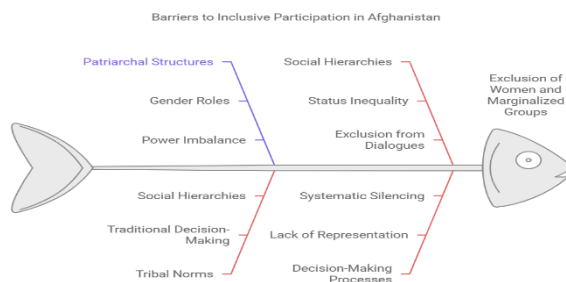 Barriers to Inclusive Participation in Afghanistan
Patriarchal Structures
Gender Roles
Power Imbalance
Social Hierarchies
Status Inequality
Exclusion from
Dialogues
Exclusion of
Women and
Marginalized
Groups
Social Hierarchies
Traditional Decision-
Making
Tribal Norms
Systematic Silencing
Lack of Representation
Decision-Making
Processes